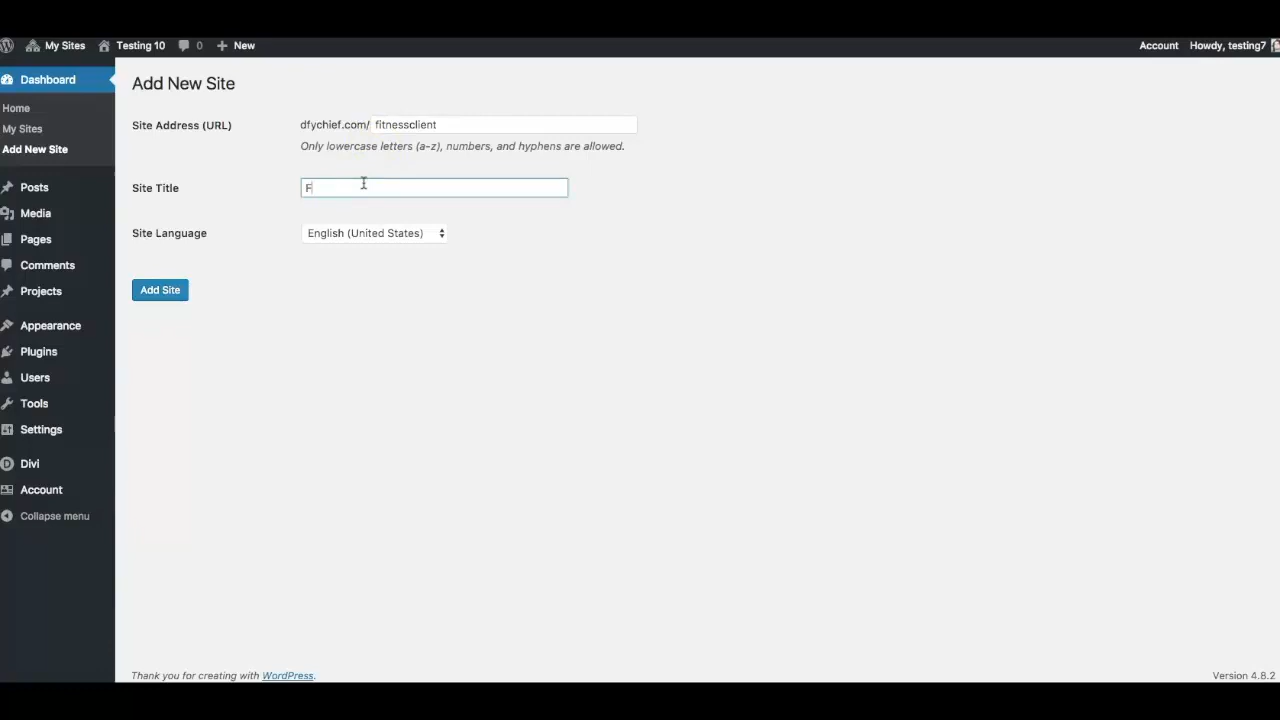 My Sites
Testing 10
0
New
Account
Howdy, testing7
Dashboard
Home
My Sites
Add New Site
Posts
Media
Pages
Comments
Projects
Appearance
Plugins
Users
Tools
Settings
Divi
Account
Collapse menu
Add New Site
Site Address (URL)
dfychief.com/ fitnessclient
Only lowercase letters (a-z), numbers, and hyphens are allowed.
Site Title
F
Site Language
English (United States)
Add Site
Thank you for creating with WordPress.
Version 4.8.2